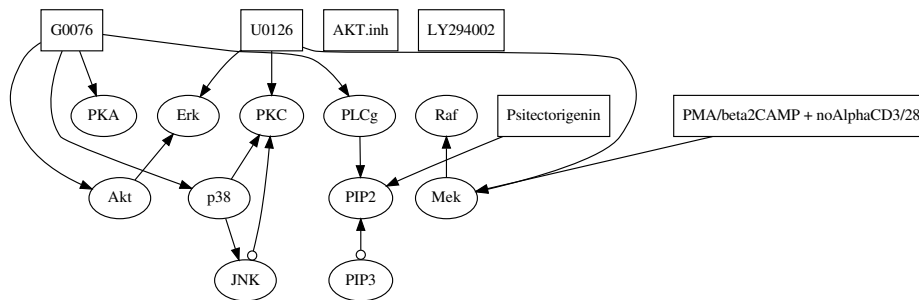 G0076
U0126
AKT.inh
LY294002
PKA
Erk
PKC
PLCg
Raf
Psitectorigenin
PMA/beta2CAMP + noAlphaCD3/28
Akt
p38
PIP2
Mek
JNK
PIP3